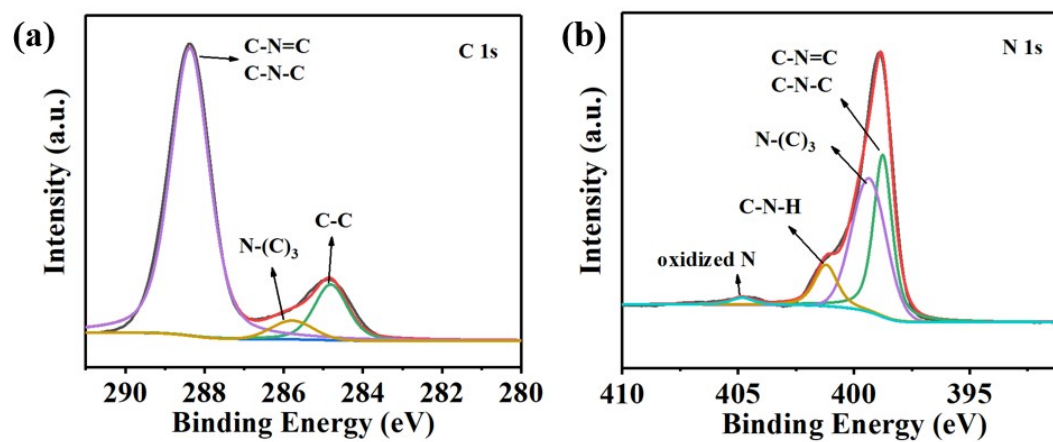 (a)
C 1s
C-N=C
C-N-C
N-(C)3
C-C
Intensity (a.u.)
290 288 286 284 282 280
Binding Energy (eV)
(b)
N 1s
C-N=C
C-N-C
N-(C)3
C-N-H
oxidized N
Intensity (a.u.)
410 405 400 395
Binding Energy (eV)